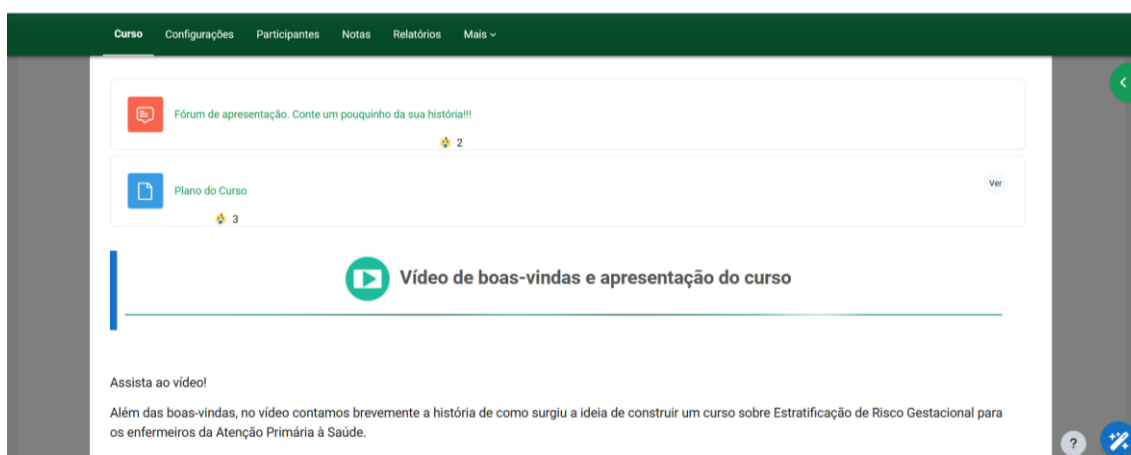 Curso Configurações Participantes Notas Relatórios Mais
Fórum de apresentação. Conte um pouquinho da sua história!!!
2
Plano do Curso
Ver
3
Vídeo de boas-vindas e apresentação do curso
Assista ao vídeo!
Além das boas-vindas, no vídeo contamos brevemente a história de como surgiu a ideia de construir um curso sobre Estratificação de Risco Gestacional para
os enfermeiros da Atenção Primária à Saúde.
?